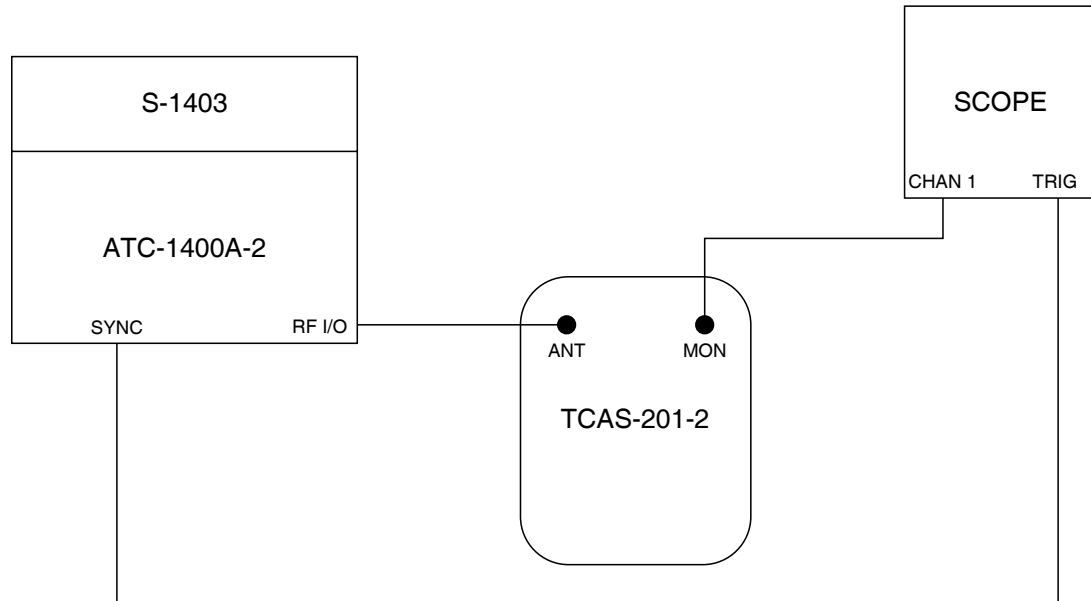 S-1403
ATC-1400A-2
SYNC
RF I/O
ANT
MON
TCAS-201-2
SCOPE
CHAN 1
TRIG